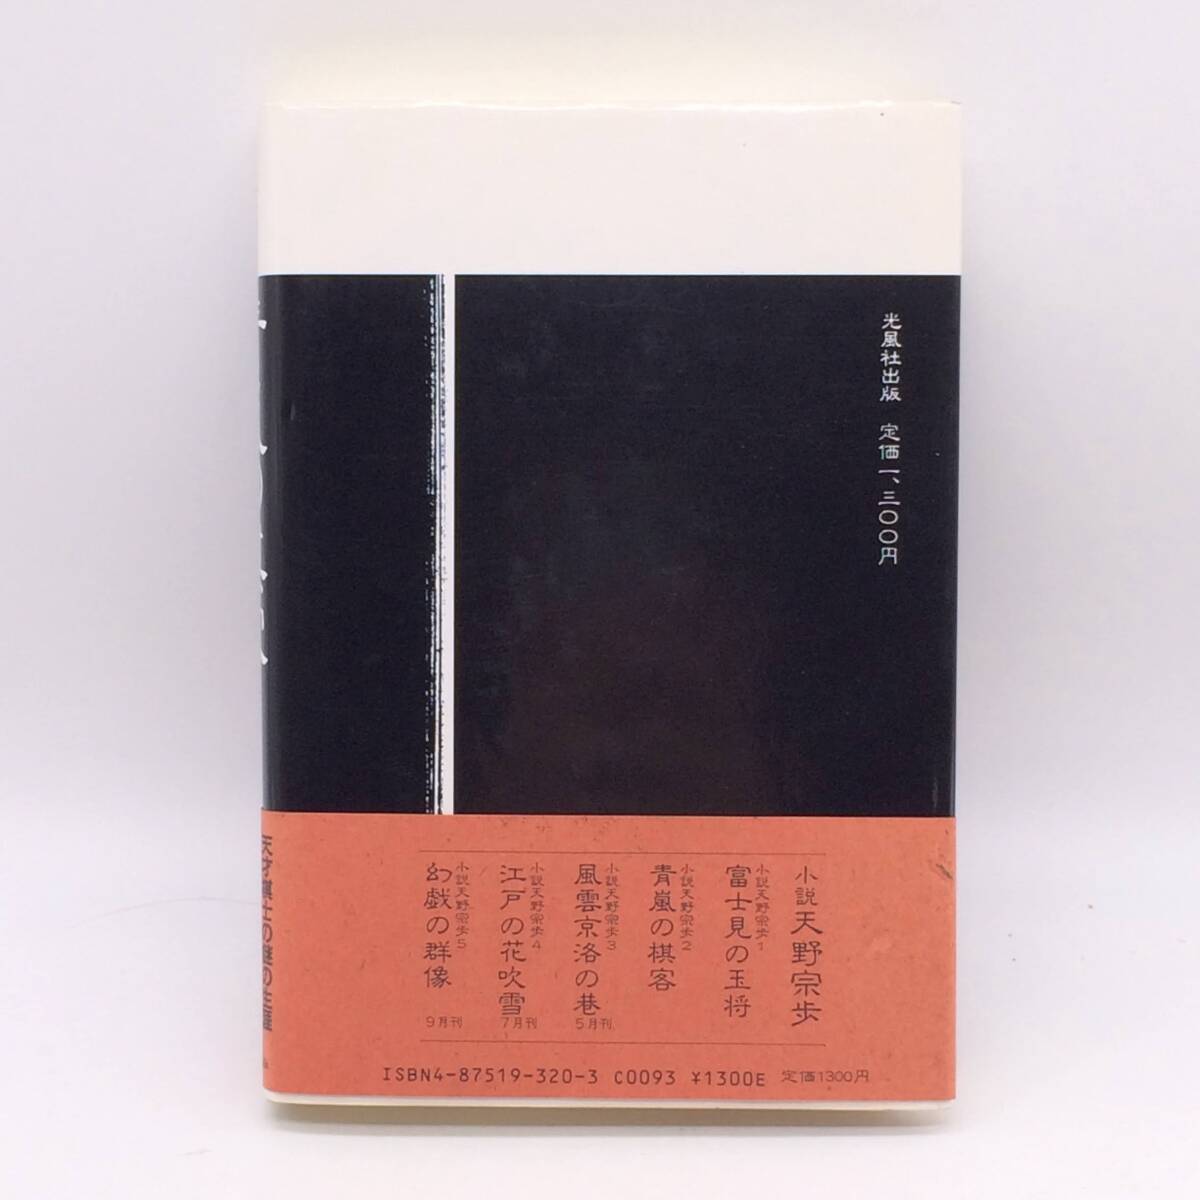 光風社出版 定価一、三〇〇円
小説天野宗歩
小説天野宗歩1
富士見の玉将
小説天野宗歩2
青嵐の棋客
小説天野宗歩3
風雲京洛の巷
5月刊
小説天野宗歩4
江戸の花吹雪
7月刊
小説天野宗歩5
幻戯の群像
9月刊
ISBN4-87519-320-3 C0093 ¥1300E 定価1300円
天才棋士の謎の生涯